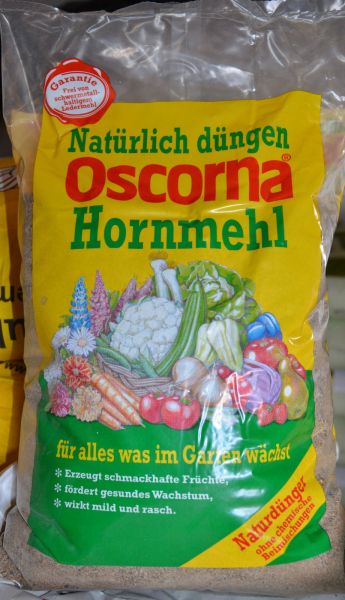 Garantie
Frei von
schwermetall-
haltigem
Ledermehl
Natürlich düngen
Oscorna®
Hornmehl
für alles was im Garten wächst
* Erzeugt schmackhafte Früchte,
* fördert gesundes Wachstum,
* wirkt mild und rasch.
Naturdünger
ohne chemische
Beimischungen